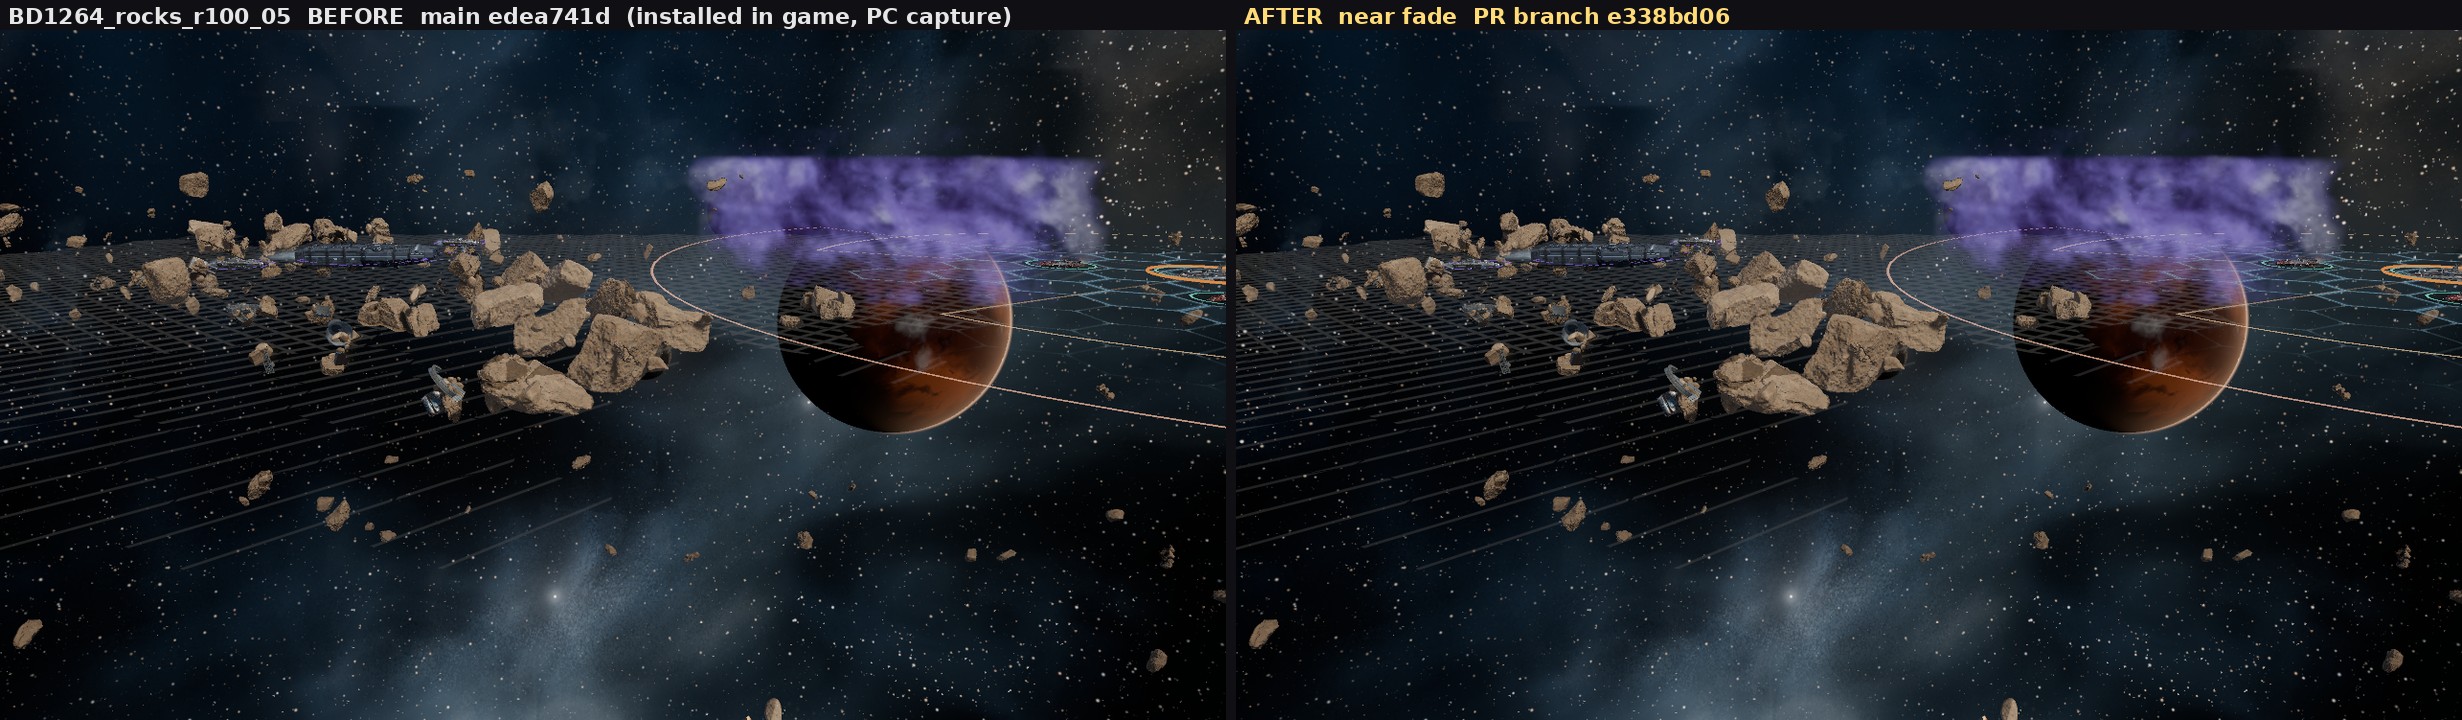 BD1264_rocks_r100_05 BEFORE main edea741d (installed in game, PC capture)
AFTER near fade PR branch e338bd06